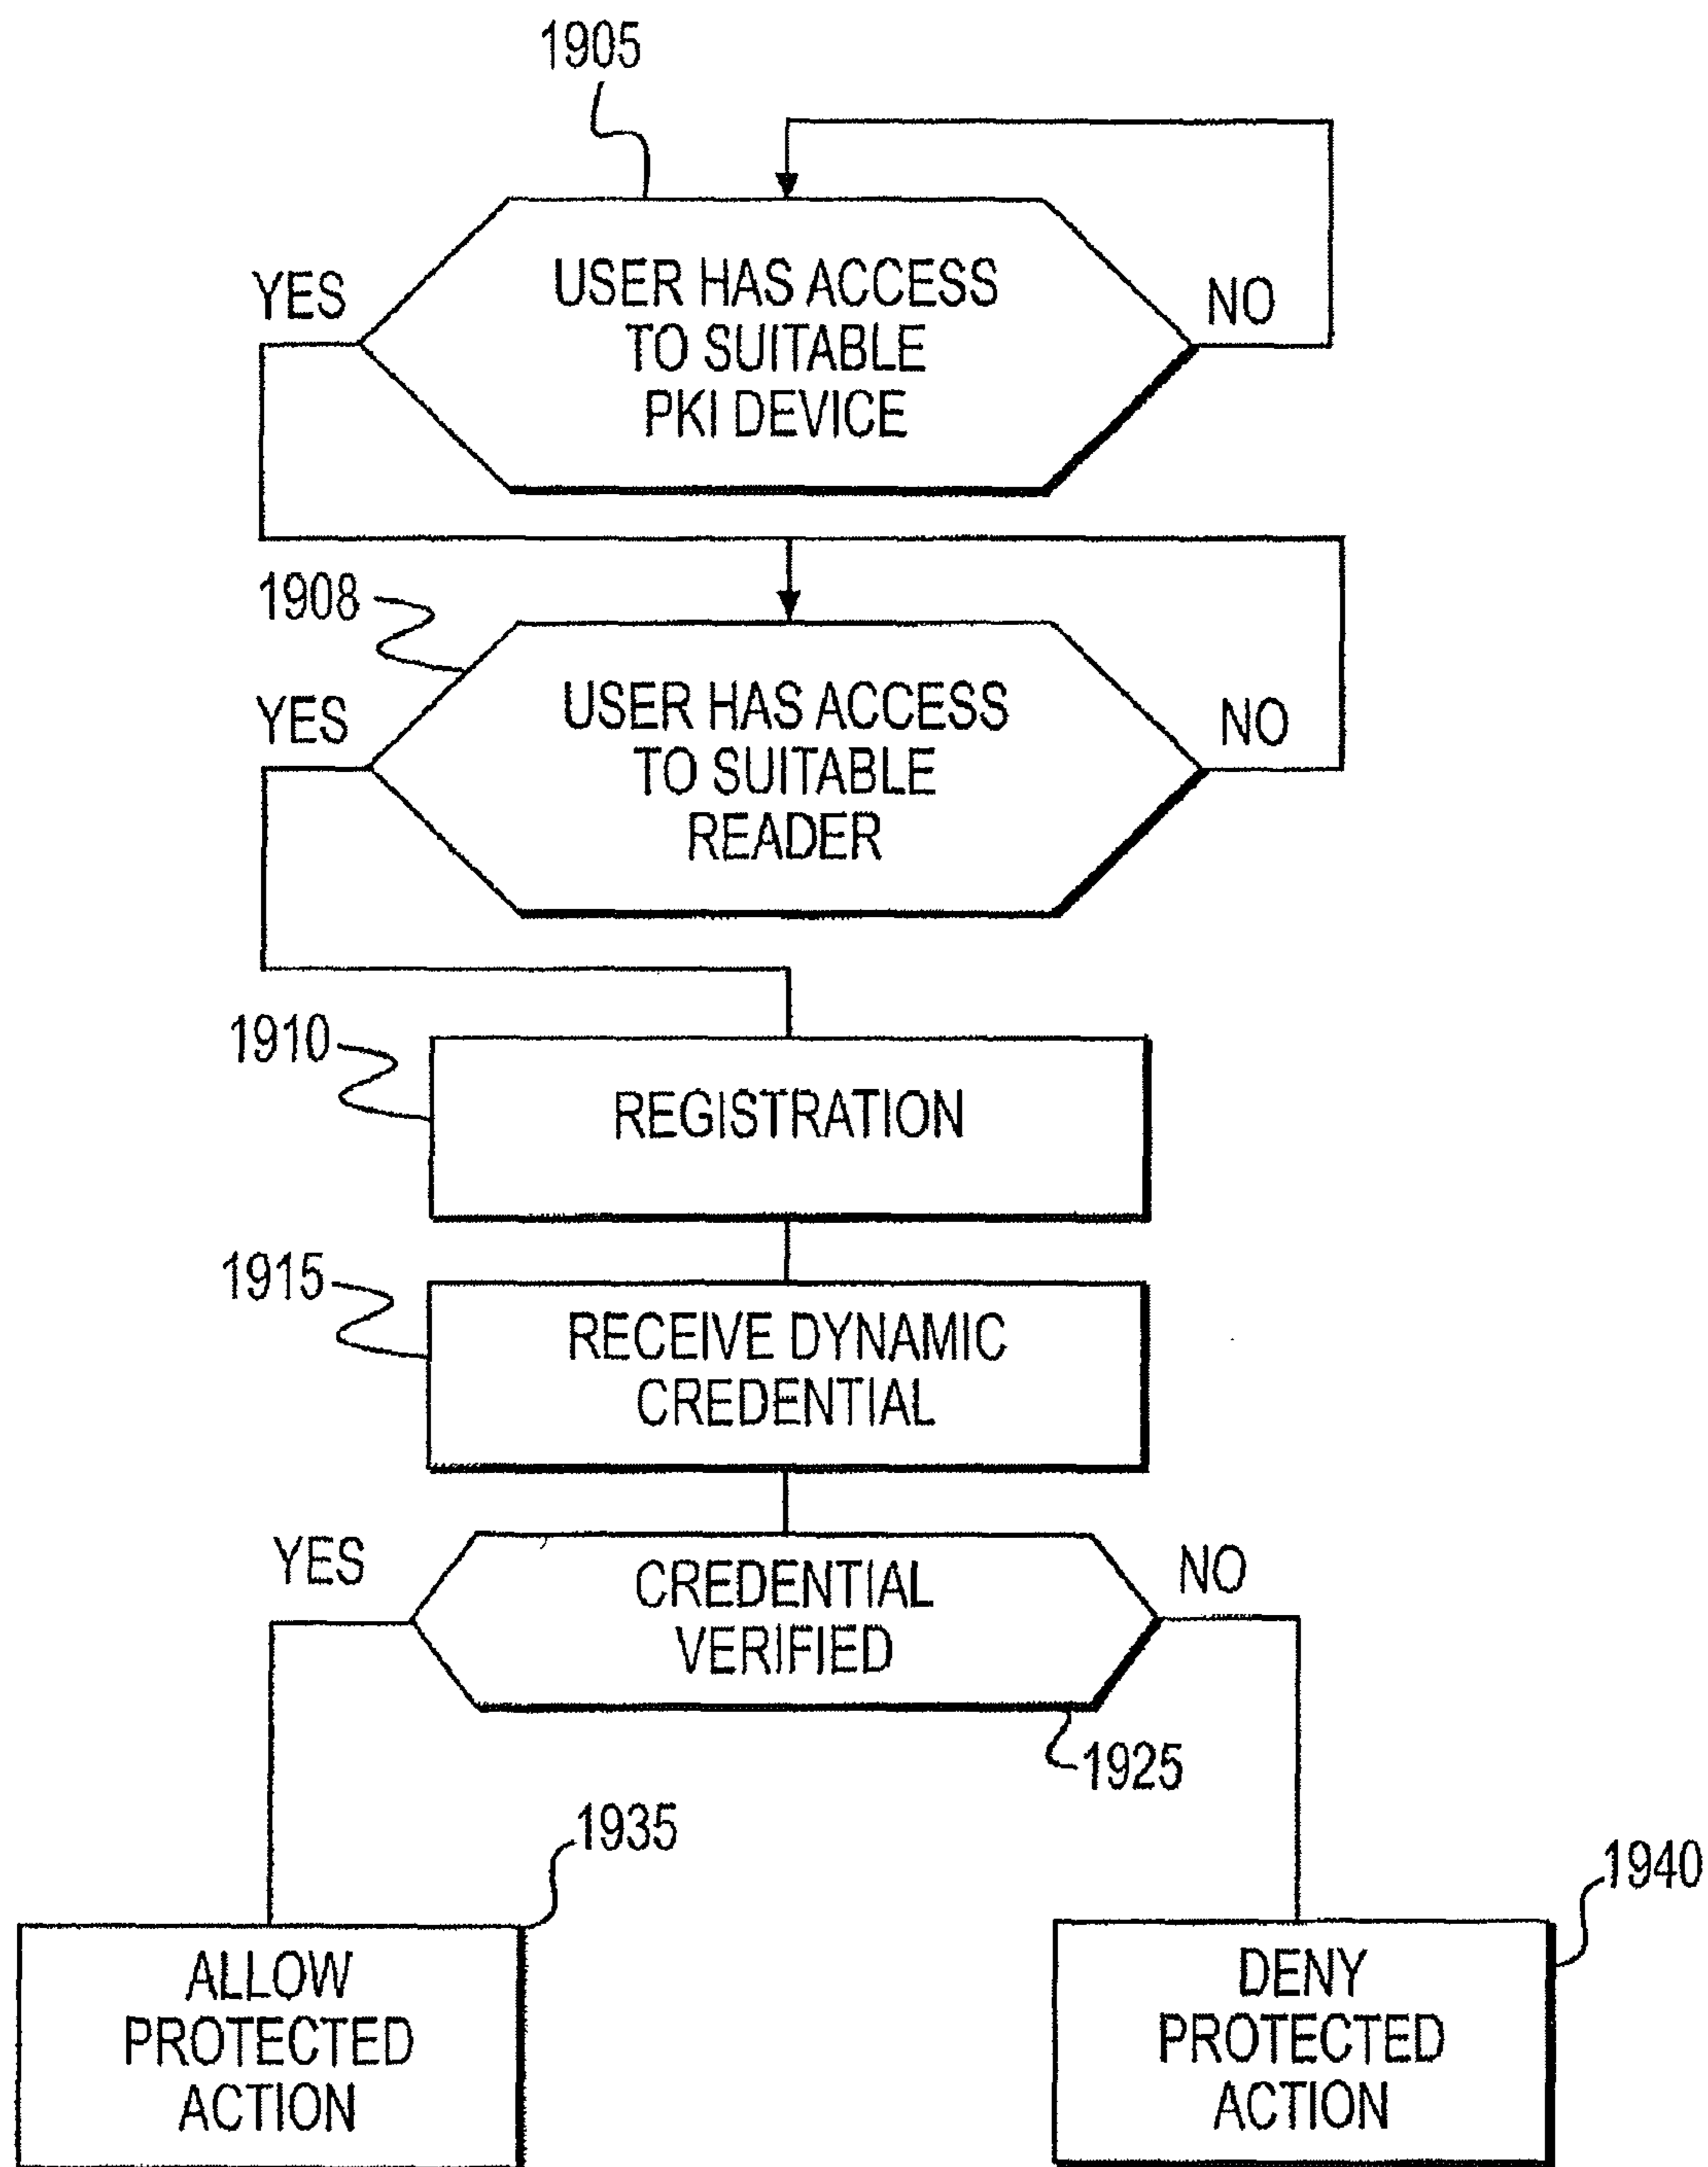 1905
USER HAS ACCESS
TO SUITABLE
PKI DEVICE
YES
NO
1908
USER HAS ACCESS
TO SUITABLE
READER
YES
NO
1910
REGISTRATION
1915
RECEIVE DYNAMIC
CREDENTIAL
YES
CREDENTIAL
VERIFIED
NO
1925
1935
1940
ALLOW
PROTECTED
ACTION
DENY
PROTECTED
ACTION